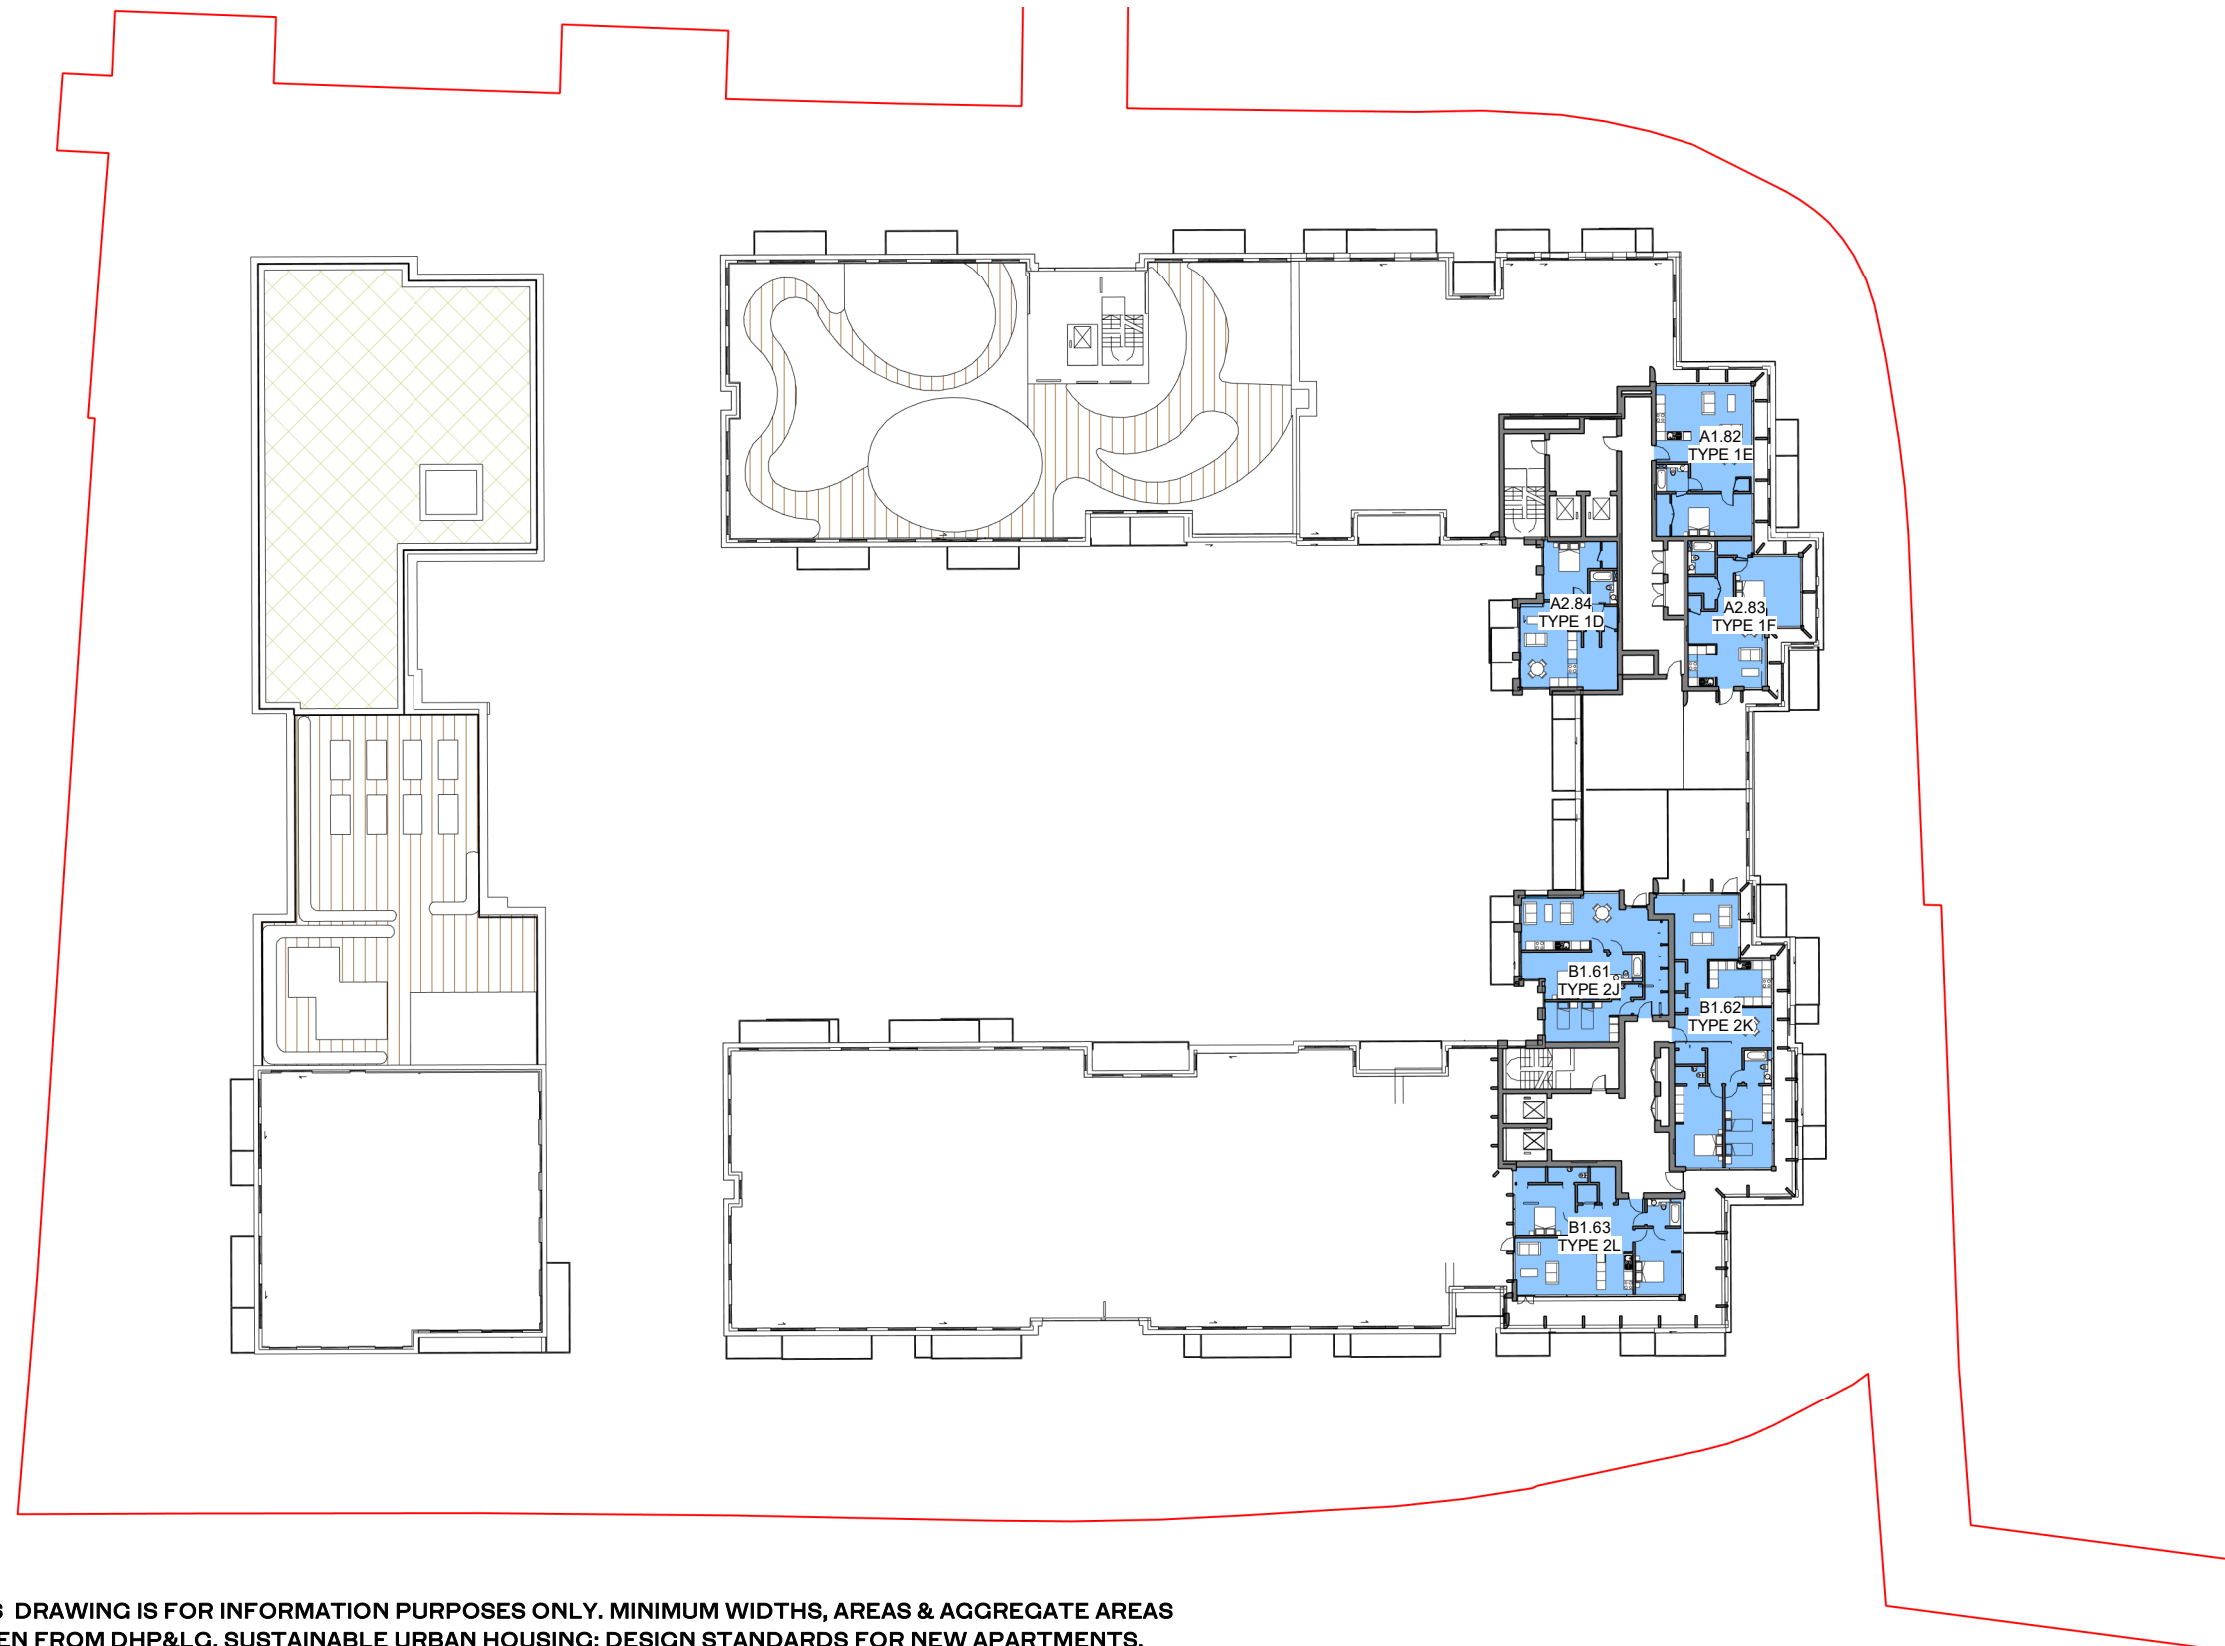 A1.82
TYPE 1E
A2.84
TYPE 1D
A2.83
TYPE 1F
B1.61
TYPE 2J
B1.62
TYPE 2K
B1.63
TYPE 2L
DRAWING IS FOR INFORMATION PURPOSES ONLY. MINIMUM WIDTHS, AREAS & AGGREGATE AREAS
FROM DHP&LG, SUSTAINABLE URBAN HOUSING: DESIGN STANDARDS FOR NEW APARTMENTS.